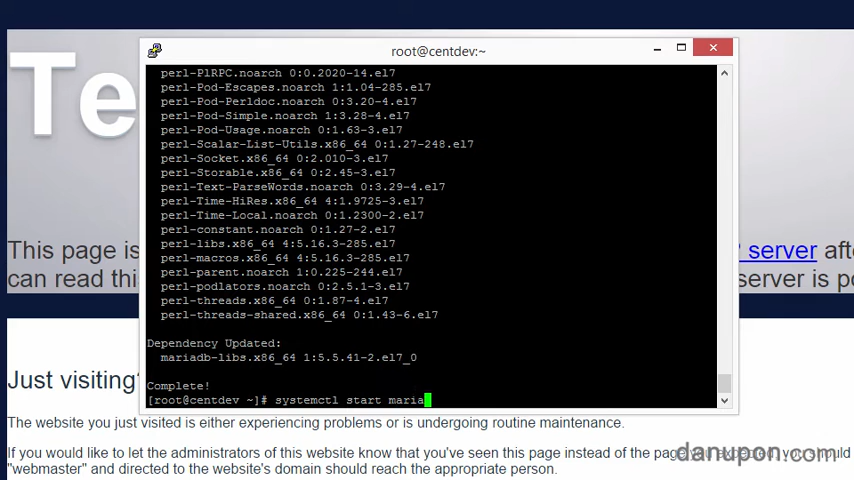 root@centdev:~
perl-PlRPC.noarch 0:0.2020-14.el7
perl-Pod-Escapes.noarch 1:1.04-285.el7
perl-Pod-Perldoc.noarch 0:3.20-4.el7
perl-Pod-Simple.noarch 1:3.28-4.el7
perl-Pod-Usage.noarch 0:1.63-3.el7
perl-Scalar-List-Utils.x86_64 0:1.27-248.el7
perl-Socket.x86_64 0:2.010-3.el7
perl-Storable.x86_64 0:2.45-3.el7
perl-Text-ParseWords.noarch 0:3.29-4.el7
perl-Time-HiRes.x86_64 4:1.9725-3.el7
perl-Time-Local.noarch 0:1.2300-2.el7
perl-constant.noarch 0:1.27-2.el7
perl-libs.x86_64 4:5.16.3-285.el7
perl-macros.x86_64 4:5.16.3-285.el7
perl-parent.noarch 1:0.225-244.el7
perl-podlators.noarch 0:2.5.1-3.el7
perl-threads.x86_64 0:1.87-4.el7
perl-threads-shared.x86_64 0:1.43-6.el7
Dependency Updated:
mariadb-libs.x86_64 1:5.5.41-2.el7_0
Complete!
[root@centdev ~]# systemctl start maria
Te
This page is server afte
can read thi server is po
Just visiting?
The website you just visited is either experiencing problems or is undergoing routine maintenance.
If you would like to let the administrators of this website know that you've seen this page instead of the page you expected, you should
"webmaster" and directed to the website's domain should reach the appropriate person.
danupon.com